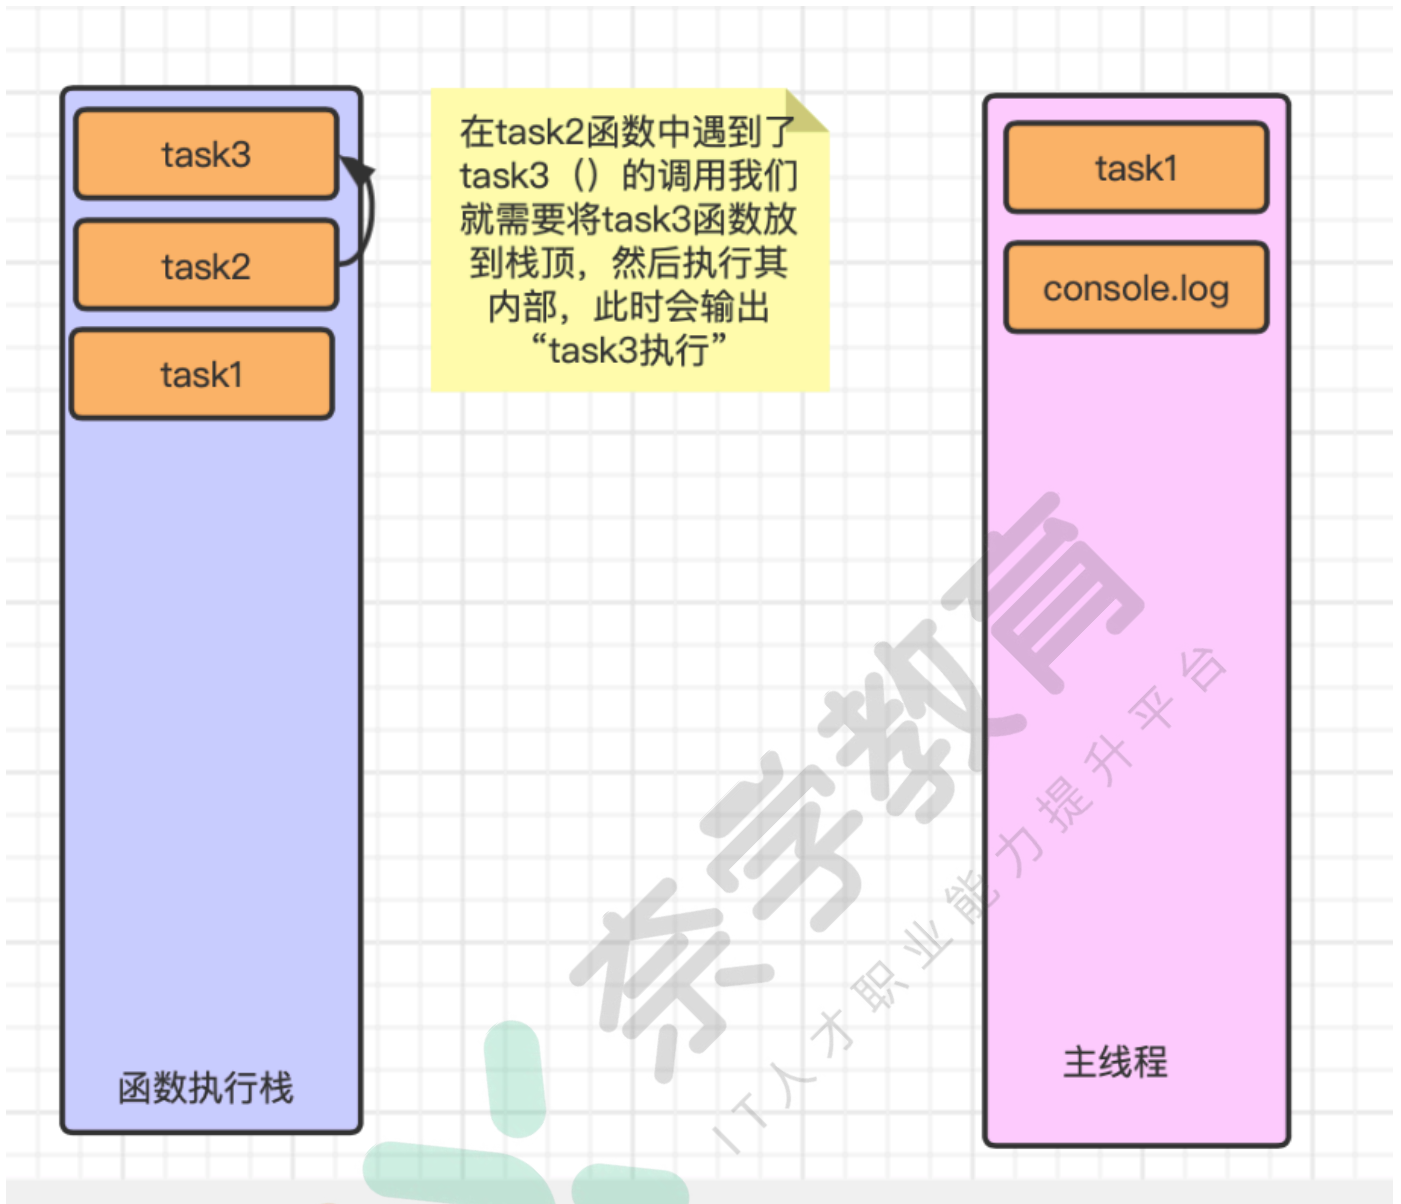 task3
task2
task1
函数执行栈
在task2函数中遇到了
task3（）的调用我们
就需要将task3函数放
到栈顶，然后执行其
内部，此时会输出
“task3执行”
task1
console.log
主线程
奈学教育
IT人才职业能力提升平台